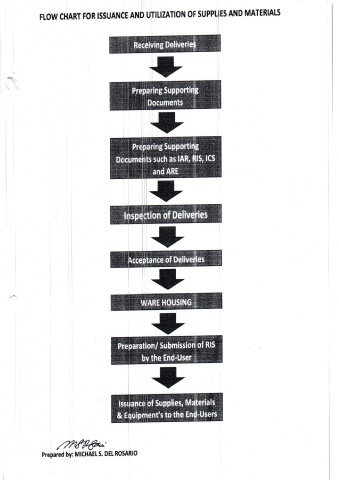 FLOW CHART FOR ISSUANCE AND UTILIZATION OF SUPPLIES AND MATERIALS
Receiving Deliveries
Preparing Supporting
Documents
Preparing Supporting
Documents such as IAR, RIS, ICS
and ARE
Inspection of Deliveries
Acceptance of Deliveries
WARE HOUSING
Preparation/ Submission of RIS
by the End-User
Issuance of Supplies, Materials
& Equipment's to the End-Users
Prepared by: MICHAEL S. DEL ROSARIO